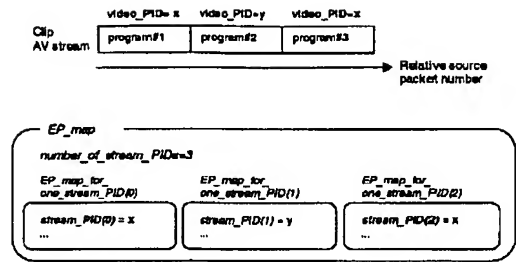 video_PID= x video_PID=y video_PID=x
Clip
AV stream
program#1 program#2 program#3
Relative source
packet number
EP_map
number_of_stream_PIDs=3
EP_map_for_
one_stream_PID(0)
EP_map_for_
one_stream_PID(1)
EP_map_for_
one_stream_PID(2)
stream_PID(0) = x
...
stream_PID(1) = y
...
stream_PID(2) = x
...